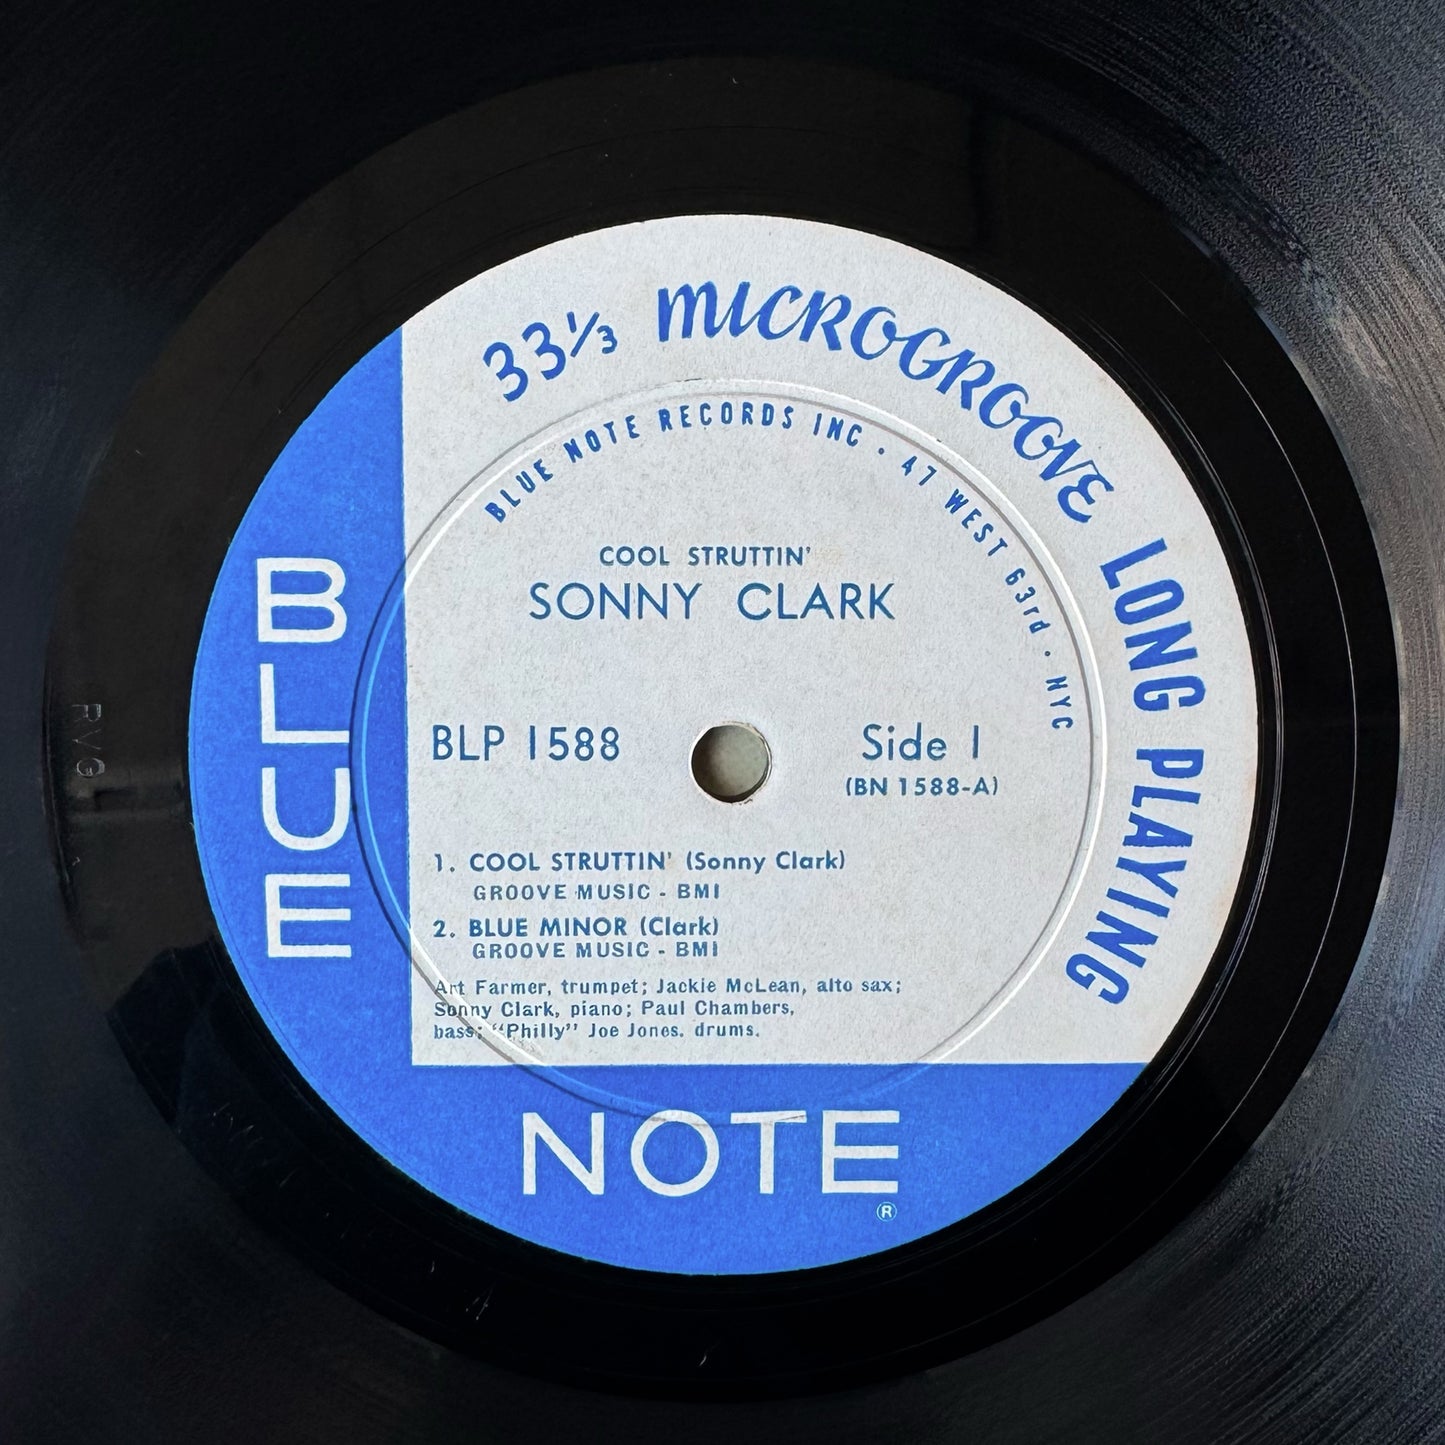 33⅓ MICROGROOVE LONG PLAYING
BLUE NOTE RECORDS INC · 47 WEST 63rd · NYC
COOL STRUTTIN'
SONNY CLARK
BLP 1588
Side 1
(BN 1588-A)
1. COOL STRUTTIN' (Sonny Clark)
GROOVE MUSIC - BMI
2. BLUE MINOR (Clark)
GROOVE MUSIC - BMI
Art Farmer, trumpet; Jackie McLean, alto sax;
Sonny Clark, piano; Paul Chambers,
bass; “Philly” Joe Jones. drums.
BLUE
NOTE
®
RVG